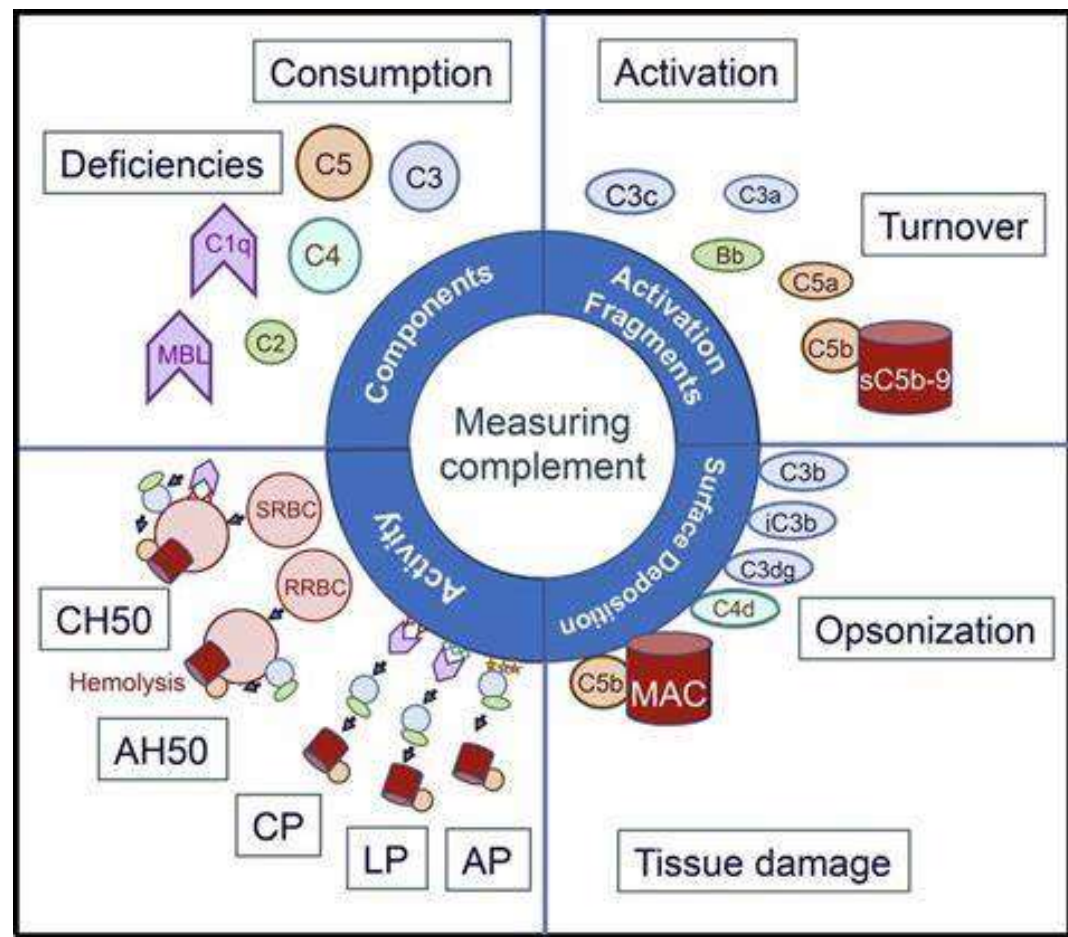 Consumption
Deficiencies
C5
C3
C1q
C4
MBL
C2
Components
Activation
C3c
C3a
Turnover
Bb
C5a
C5b
sC5b-9
Activation
Fragments
Measuring
complement
Activity
SRBC
RRBC
CH50
Hemolysis
AH50
CP
LP
AP
Surface Deposition
C3b
iC3b
C3dg
C4d
Opsonization
C5b
MAC
Tissue damage